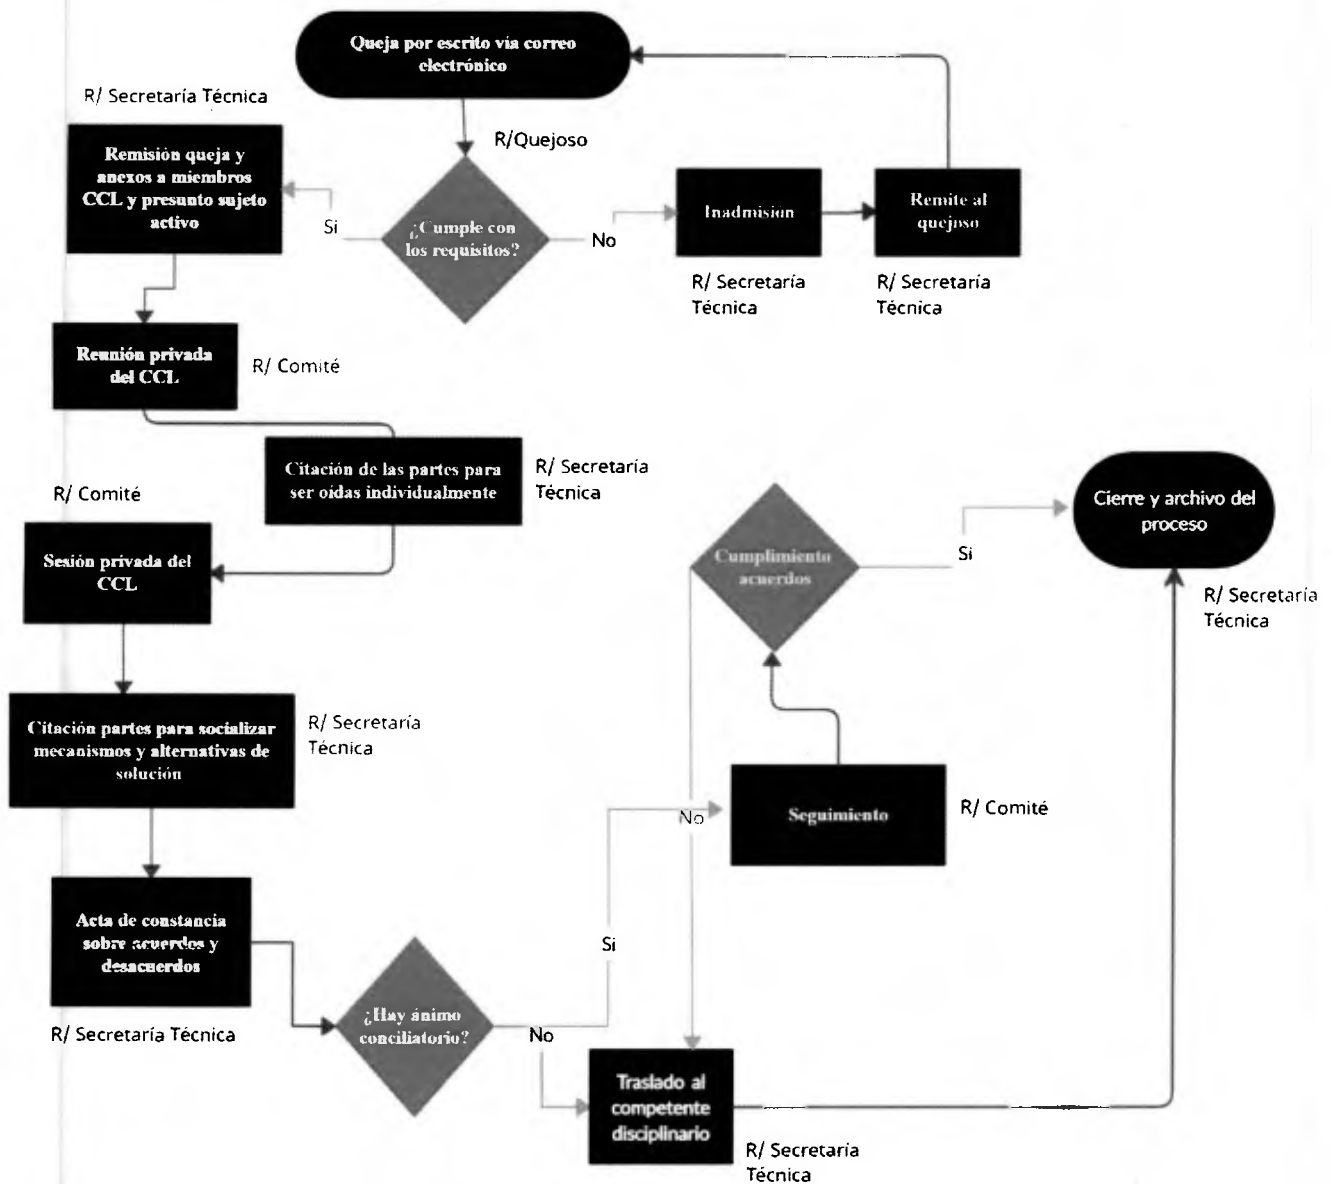 Queja por escrito vía correo
electrónico
R/ Secretaría Técnica
R/Quejoso
Remisión queja y
anexos a miembros
CCL y presunto sujeto
activo
Si
¿Cumple con
los requisitos?
No
Inadmisión
Remite al
quejoso
R/ Secretaría
Técnica
R/ Secretaría
Técnica
Reunión privada
del CCL
R/ Comité
Citación de las partes para
ser oídas individualmente
R/ Secretaría
Técnica
R/ Comité
Sesión privada del
CCL
Cumplimiento
acuerdos
Si
Cierre y archivo del
proceso
R/ Secretaría
Técnica
Citación partes para socializar
mecanismos y alternativas de
solución
R/ Secretaría
Técnica
No
Seguimiento
R/ Comité
Acta de constancia
sobre acuerdos y
desacuerdos
R/ Secretaría Técnica
Si
¿Hay ánimo
conciliatorio?
No
Traslado al
competente
disciplinario
R/ Secretaría
Técnica